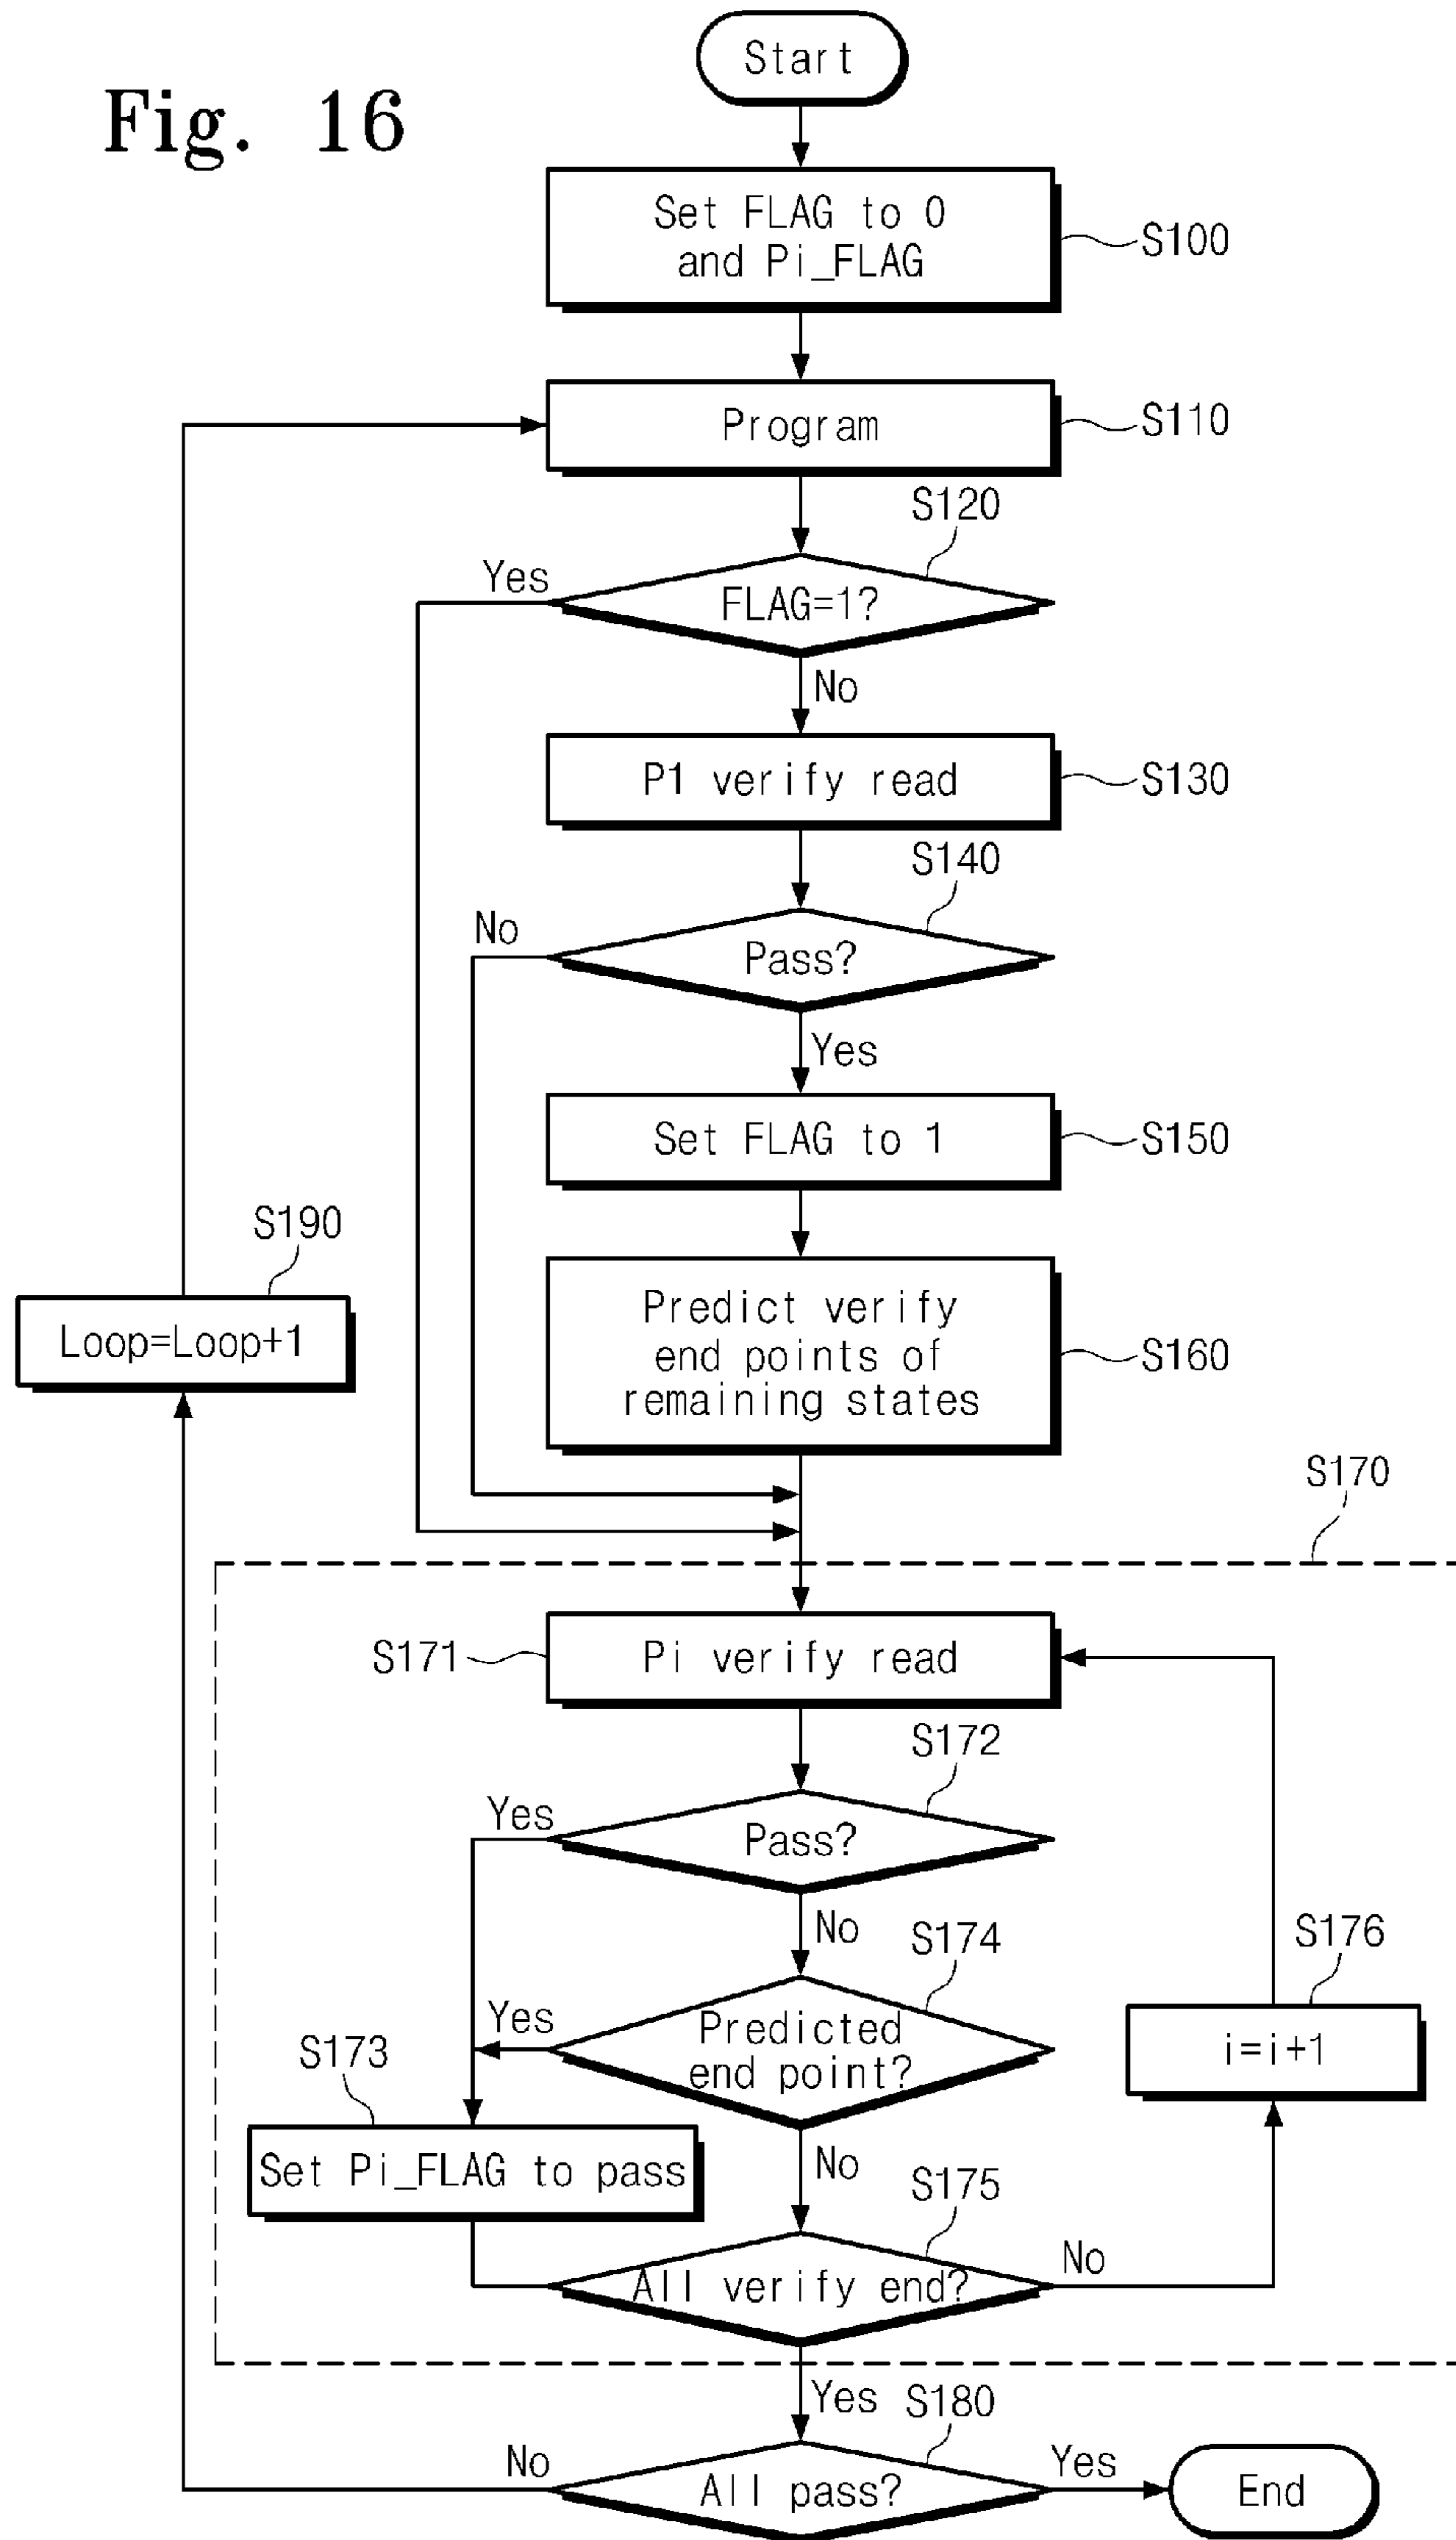 Fig. 16
Start
Set FLAG to 0
and Pi_FLAG
S100
Program
S110
S120
Yes
FLAG=1?
No
P1 verify read
S130
S140
No
Pass?
Yes
Set FLAG to 1
S150
S190
Loop=Loop+1
Predict verify
end points of
remaining states
S160
S170
S171
Pi verify read
S172
Yes
Pass?
No
S174
S176
Yes
Predicted
end point?
i=i+1
S173
Set Pi_FLAG to pass
No
S175
All verify end?
No
Yes
S180
No
All pass?
Yes
End